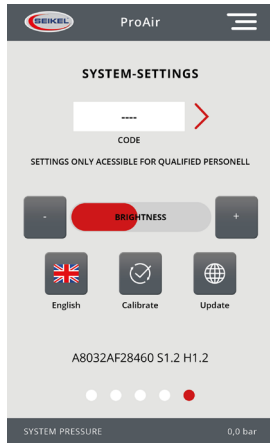 SEIKEL
ProAir
SYSTEM-SETTINGS
----
CODE
SETTINGS ONLY ACESSIBLE FOR QUALIFIED PERSONELL
- BRIGHTNESS +
English Calibrate Update
A8032AF28460 S1.2 H1.2
SYSTEM PRESSURE 0,0 bar